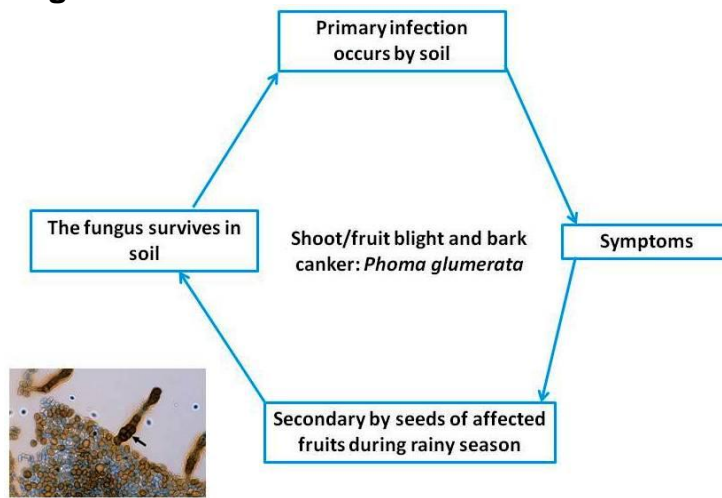 Primary infection
occurs by soil
The fungus survives in
soil
Shoot/fruit blight and bark
canker: Phoma glumerata
Symptoms
Secondary by seeds of affected
fruits during rainy season